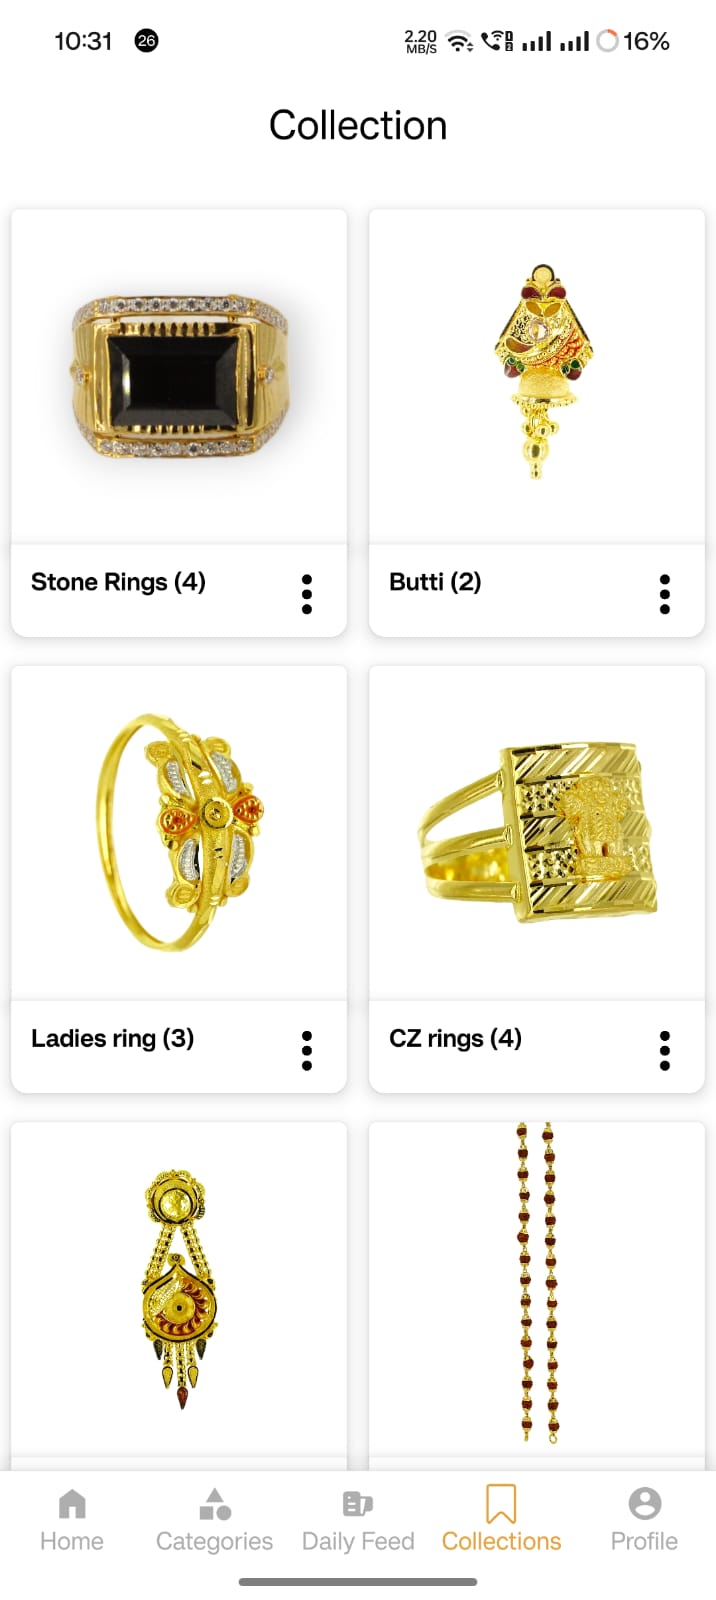 10:31 26 2.20 MB/S 16%
Collection
Stone Rings (4) Butti (2)
Ladies ring (3) CZ rings (4)
Home Categories Daily Feed Collections Profile